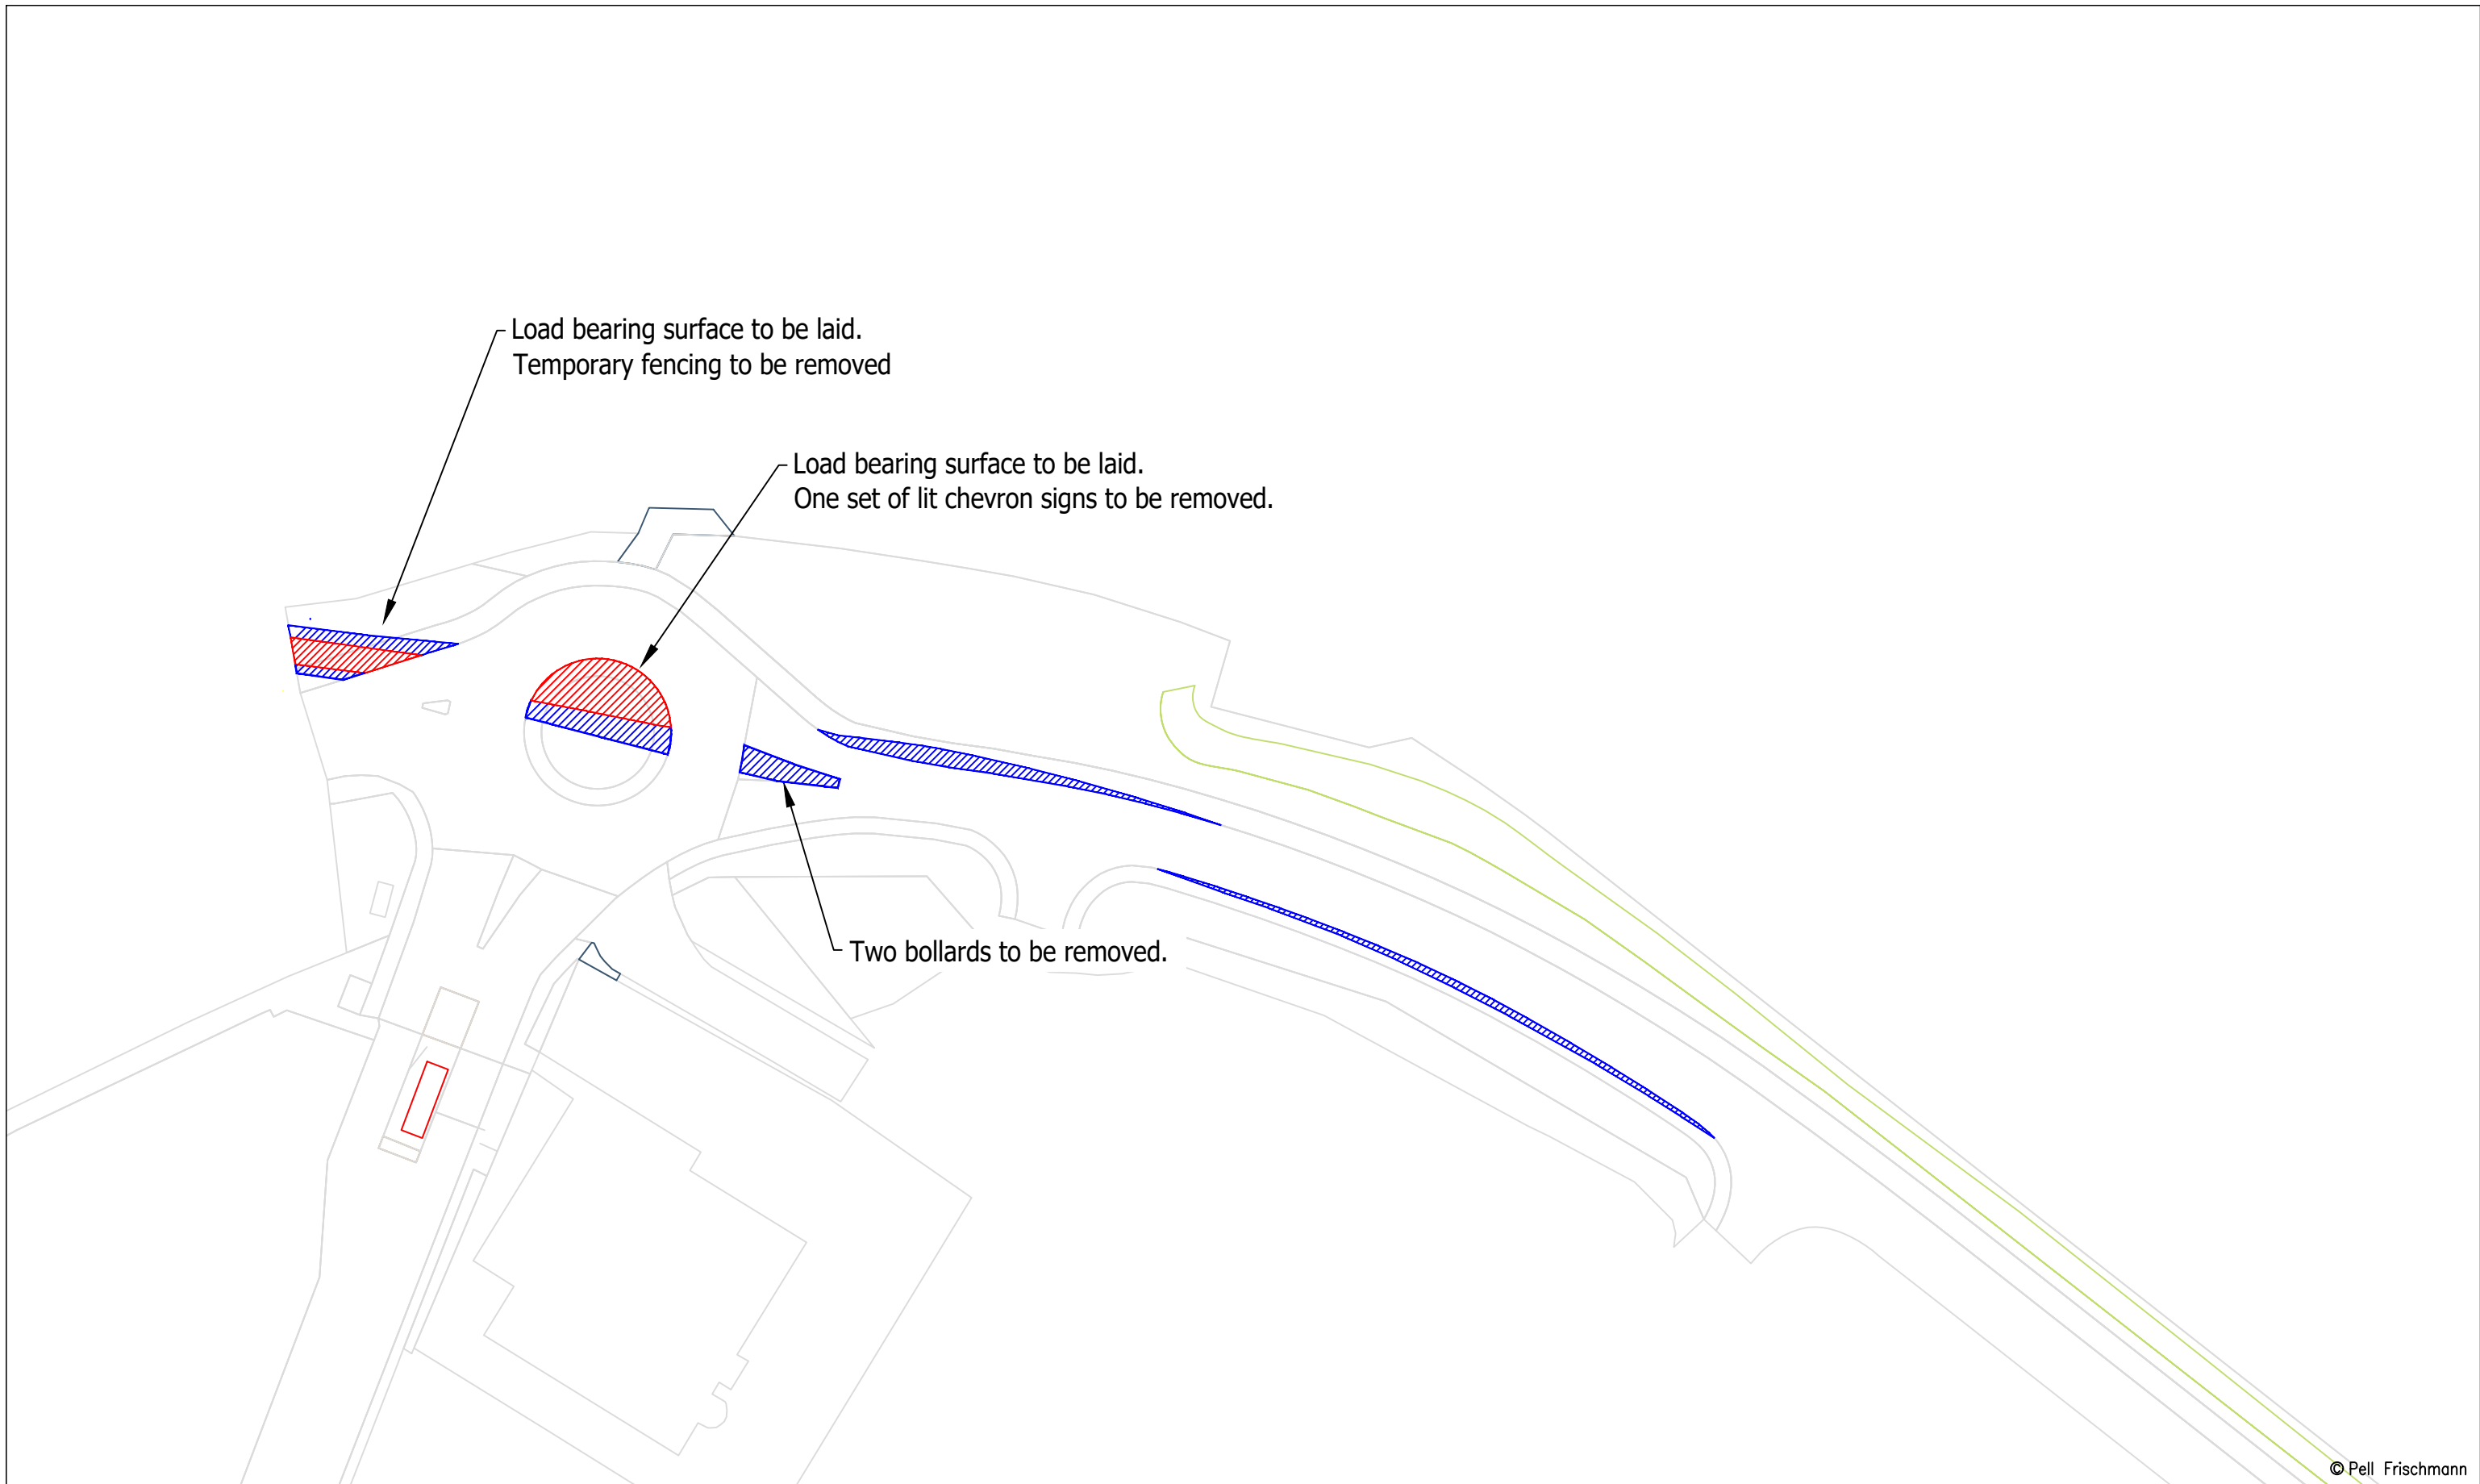 Load bearing surface to be laid.
Temporary fencing to be removed
Load bearing surface to be laid.
One set of lit chevron signs to be removed.
Two bollards to be removed.
© Pell Frischmann